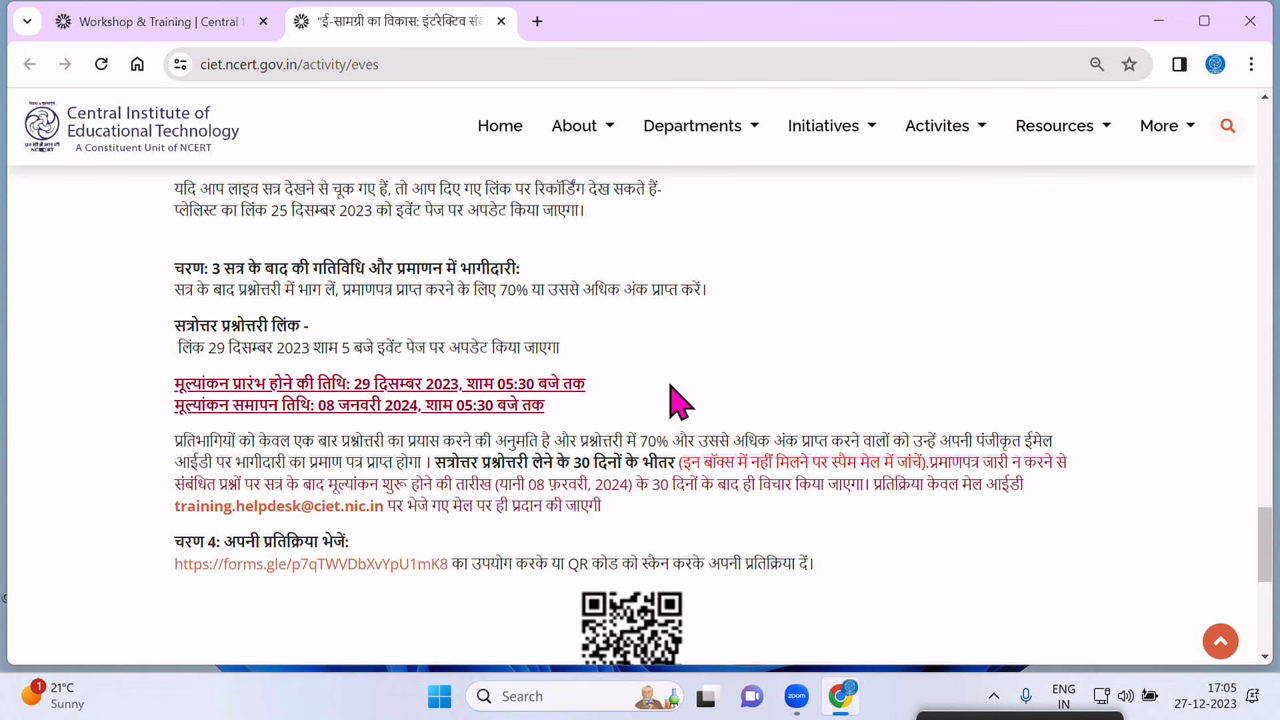 Workshop & Training | Central
"ई-सामग्री का विकास: इंटरैक्टिव संस
ciet.ncert.gov.in/activity/eves
Central Institute of
Educational Technology
A Constituent Unit of NCERT
Home About Departments Initiatives Activites Resources More
यदि आप लाइव सत्र देखने से चूक गए हैं, तो आप दिए गए लिंक पर रिकॉर्डिंग देख सकते हैं-
प्लेलिस्ट का लिंक 25 दिसम्बर 2023 को इवेंट पेज पर अपडेट किया जाएगा।
चरण: 3 सत्र के बाद की गतिविधि और प्रमाणन में भागीदारी:
सत्र के बाद प्रश्नोत्तरी में भाग लें, प्रमाणपत्र प्राप्त करने के लिए 70% या उससे अधिक अंक प्राप्त करें।
सत्रोत्तर प्रश्नोत्तरी लिंक -
लिंक 29 दिसम्बर 2023 शाम 5 बजे इवेंट पेज पर अपडेट किया जाएगा
मूल्यांकन प्रारंभ होने की तिथि: 29 दिसम्बर 2023, शाम 05:30 बजे तक
मूल्यांकन समापन तिथि: 08 जनवरी 2024, शाम 05:30 बजे तक
प्रतिभागियों को केवल एक बार प्रश्नोत्तरी का प्रयास करने की अनुमति है और प्रश्नोत्तरी में 70% और उससे अधिक अंक प्राप्त करने वालों को उन्हें अपनी पंजीकृत ईमेल
आईडी पर भागीदारी का प्रमाण पत्र प्राप्त होगा । सत्रोत्तर प्रश्नोत्तरी लेने के 30 दिनों के भीतर (इन बॉक्स में नहीं मिलने पर स्पैम मेल में जांचें).प्रमाणपत्र जारी न करने से
संबंधित प्रश्नों पर सत्र के बाद मूल्यांकन शुरू होने की तारीख (यानी 08 फ़रवरी, 2024) के 30 दिनों के बाद ही विचार किया जाएगा। प्रतिक्रिया केवल मेल आईडी
training.helpdesk@ciet.nic.in पर भेजे गए मेल पर ही प्रदान की जाएगी
चरण 4: अपनी प्रतिक्रिया भेजें:
https://forms.gle/p7qTWVDbXvYpU1mK8 का उपयोग करके या QR कोड को स्कैन करके अपनी प्रतिक्रिया दें।
1
21°C
Sunny
Search
zoom
ENG
IN
17:05
27-12-2023